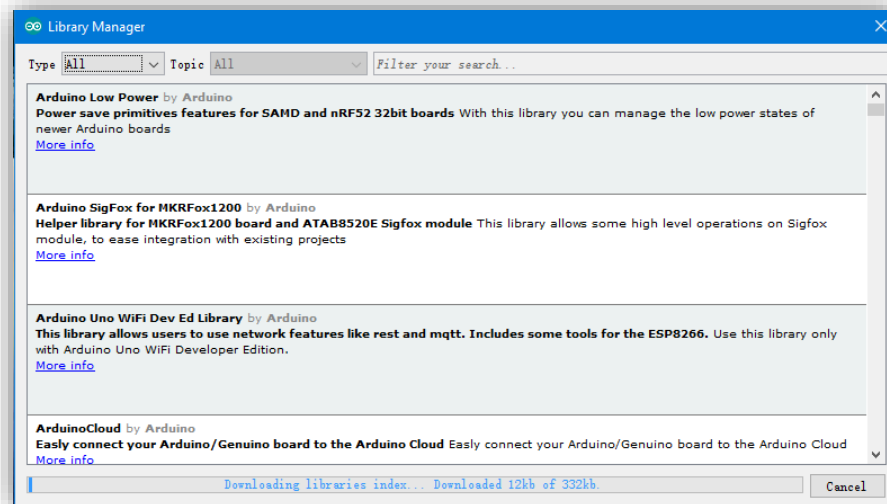 Library Manager
Type All Topic All Filter your search...
Arduino Low Power by Arduino
Power save primitives features for SAMD and nRF52 32bit boards With this library you can manage the low power states of
newer Arduino boards
More info
Arduino SigFox for MKRFox1200 by Arduino
Helper library for MKRFox1200 board and ATAB8520E Sigfox module This library allows some high level operations on Sigfox
module, to ease integration with existing projects
More info
Arduino Uno WiFi Dev Ed Library by Arduino
This library allows users to use network features like rest and mqtt. Includes some tools for the ESP8266. Use this library only
with Arduino Uno WiFi Developer Edition.
More info
ArduinoCloud by Arduino
Easly connect your Arduino/Genuino board to the Arduino Cloud Easly connect your Arduino/Genuino board to the Arduino Cloud
More info
Downloading libraries index... Downloaded 12kb of 332kb. Cancel